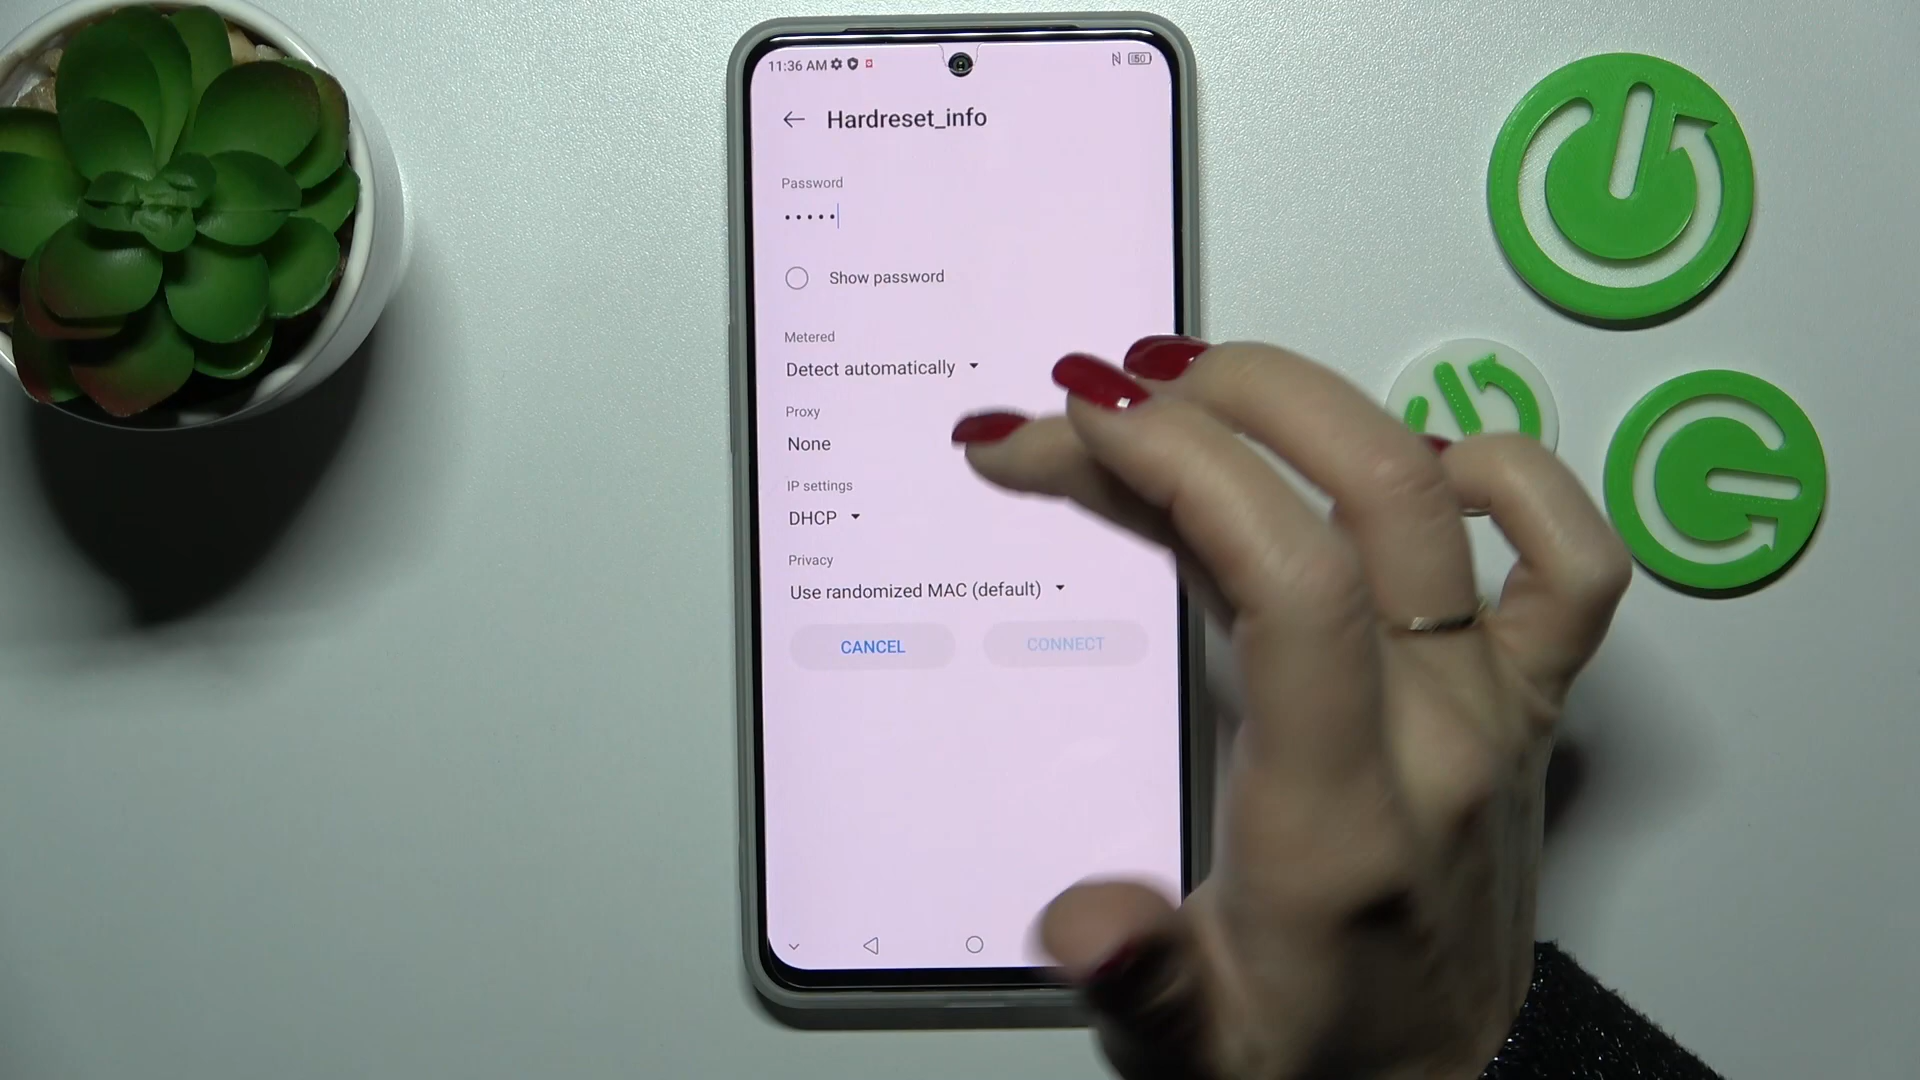 11:36 AM
50
Hardreset_info
Password
•••••
Show password
Metered
Detect automatically
Proxy
None
IP settings
DHCP
Privacy
Use randomized MAC (default)
CANCEL
CONNECT